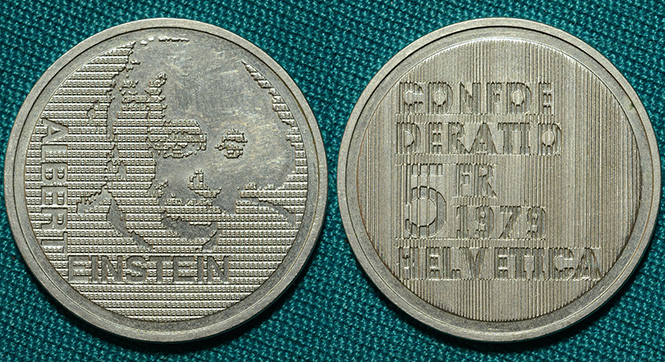 ALBERT
EINSTEIN
CONFOE
DERATIO
5 FR
1979
HELVETICA